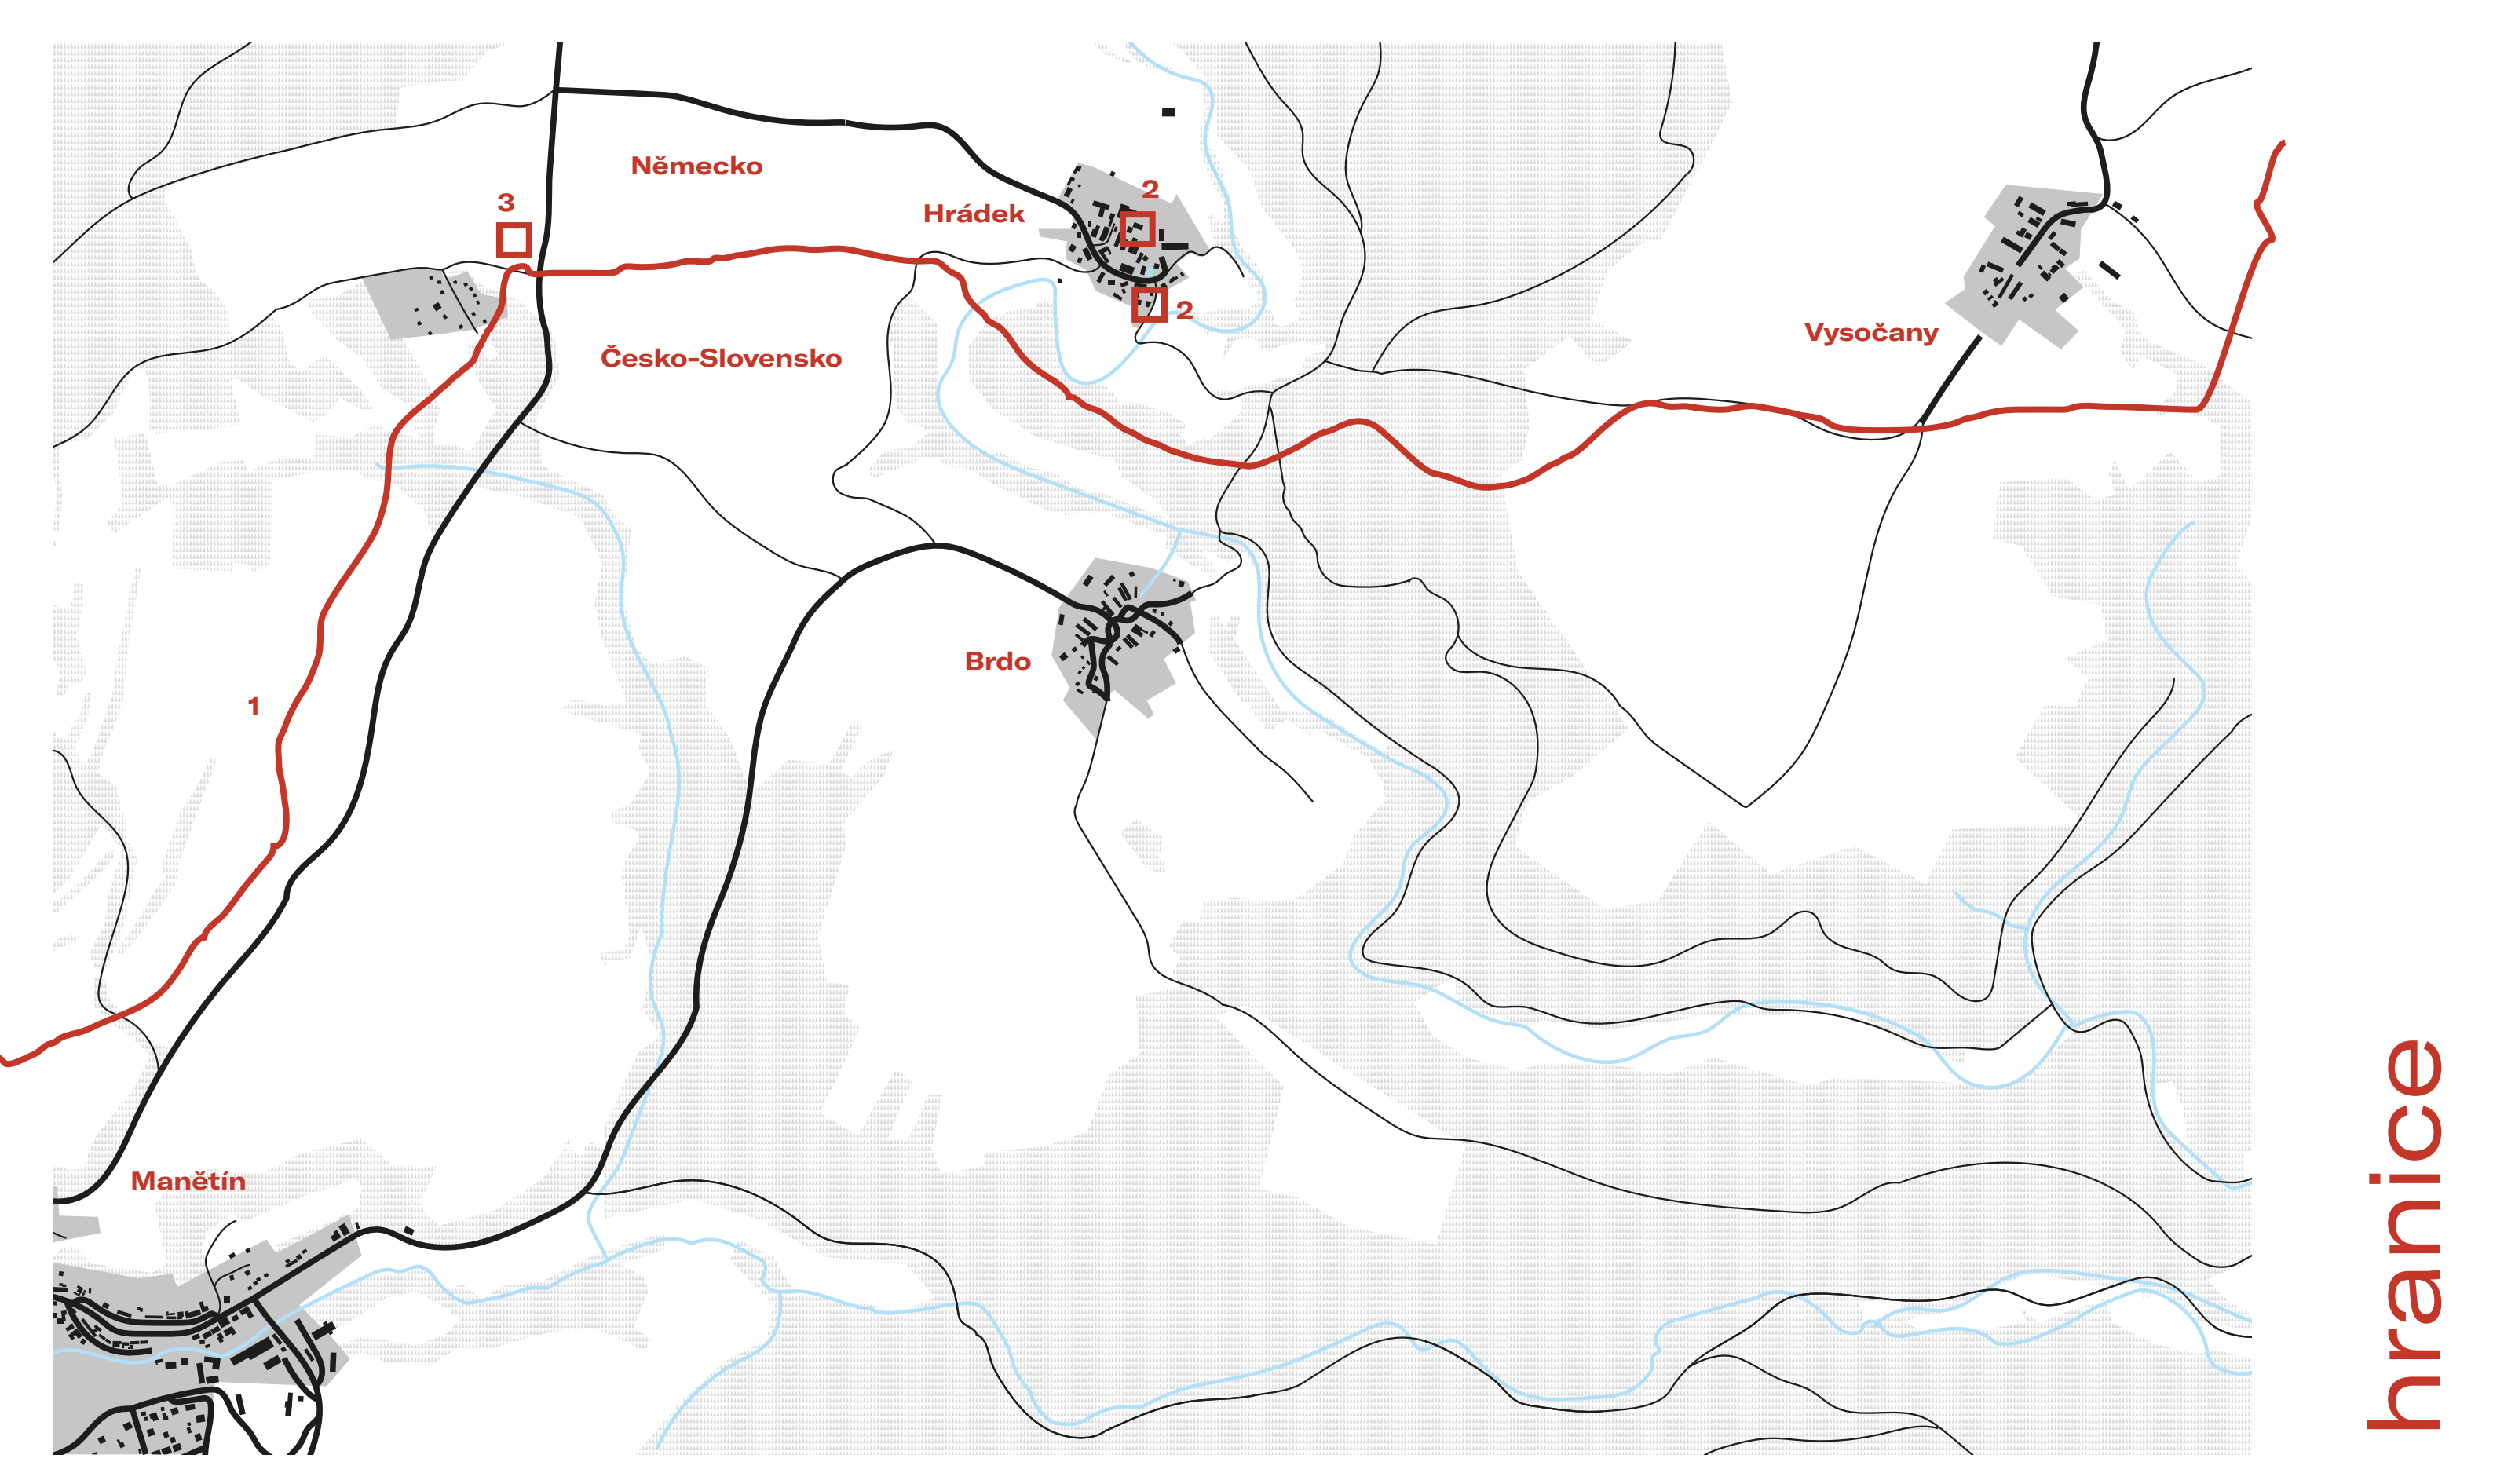 Německo
3
2
Hrádek
2
Vysočany
Česko-Slovensko
Brdo
1
Manětín
hranice